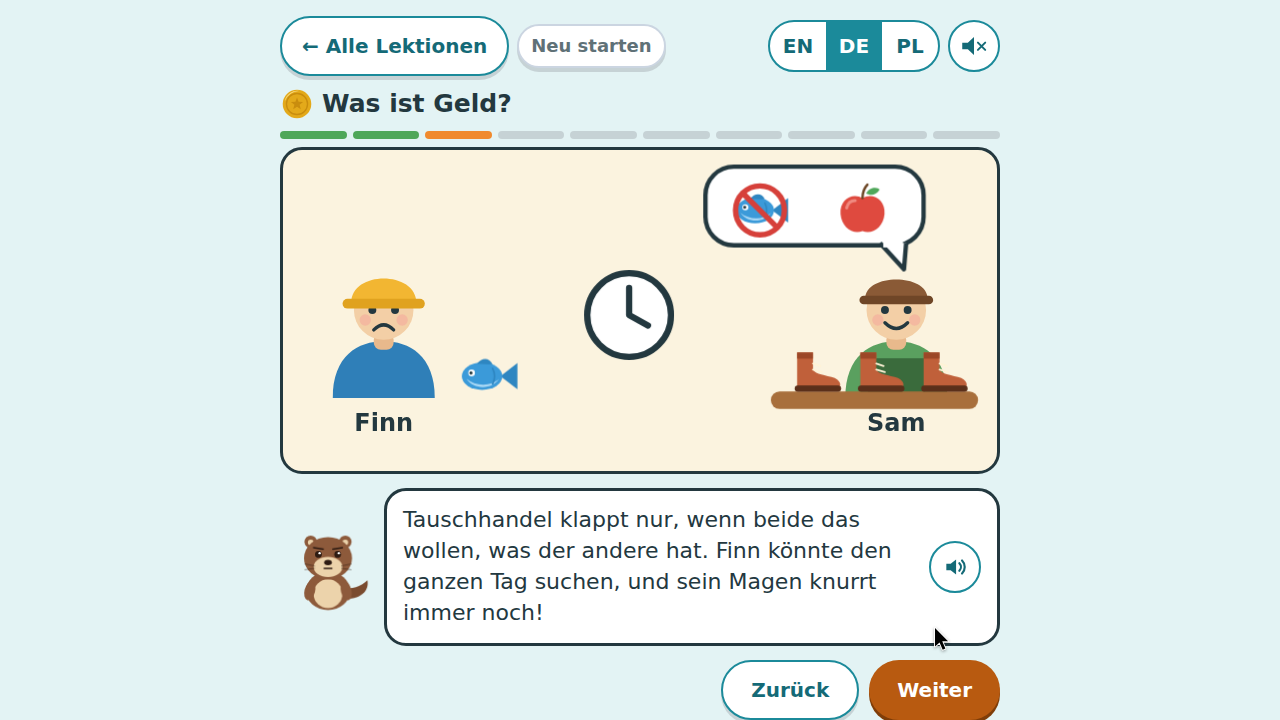 ← Alle Lektionen
Neu starten
EN
DE
PL
Was ist Geld?
Finn
Sam
Tauschhandel klappt nur, wenn beide das
wollen, was der andere hat. Finn könnte den
ganzen Tag suchen, und sein Magen knurrt
immer noch!
Zurück
Weiter